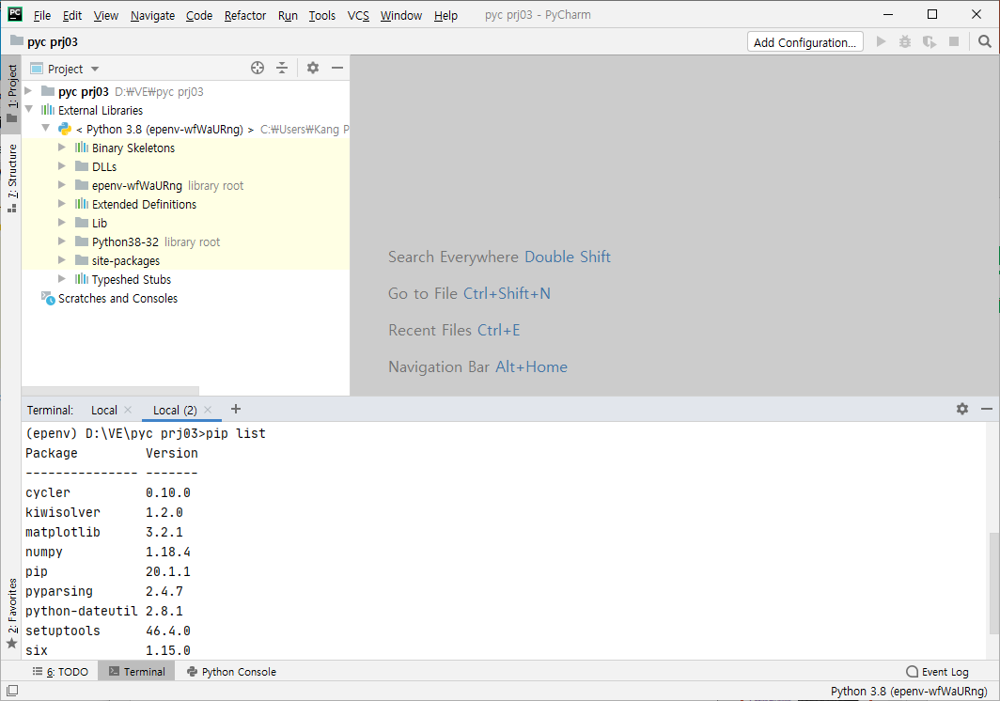 PC File Edit View Navigate Code Refactor Run Tools VCS Window Help pyc prj03 - PyCharm
pyc prj03 Add Configuration...
1: Project
Project
pyc prj03 D:₩VE₩pyc prj03
External Libraries
< Python 3.8 (epenv-wfWaURng) > C:₩Users₩Kang P
Binary Skeletons
DLLs
epenv-wfWaURng library root
Extended Definitions
Lib
Python38-32 library root
site-packages
Typeshed Stubs
Scratches and Consoles
7: Structure
Search Everywhere Double Shift
Go to File Ctrl+Shift+N
Recent Files Ctrl+E
Navigation Bar Alt+Home
Terminal: Local Local (2)
(epenv) D:\VE\pyc prj03>pip list
Package Version
--------------- -------
cycler 0.10.0
kiwisolver 1.2.0
matplotlib 3.2.1
numpy 1.18.4
pip 20.1.1
pyparsing 2.4.7
python-dateutil 2.8.1
setuptools 46.4.0
six 1.15.0
2: Favorites
6: TODO Terminal Python Console Event Log
Python 3.8 (epenv-wfWaURng)